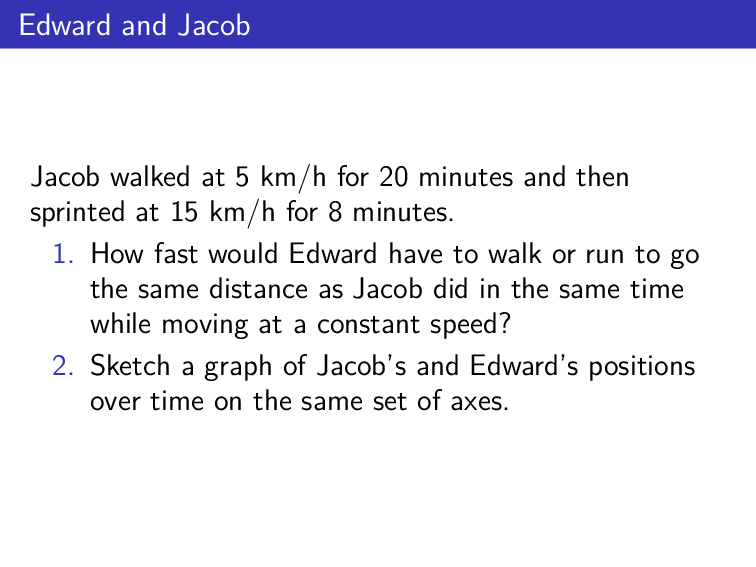 Edward and Jacob
Jacob walked at 5 km/h for 20 minutes and then
sprinted at 15 km/h for 8 minutes.
1. How fast would Edward have to walk or run to go
the same distance as Jacob did in the same time
while moving at a constant speed?
2. Sketch a graph of Jacob's and Edward's positions
over time on the same set of axes.